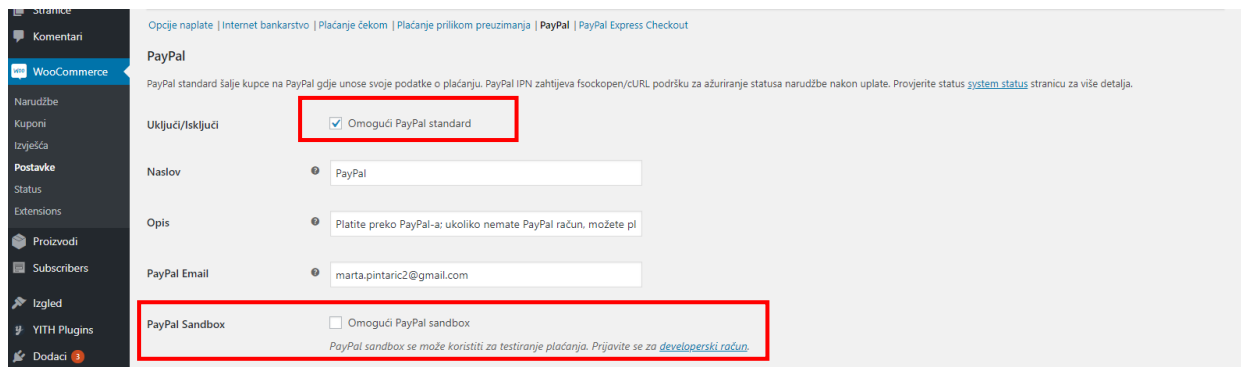 Stranice
Komentari
WooCommerce
Narudžbe
Kuponi
Izvješća
Postavke
Status
Extensions
Proizvodi
Subscribers
Izgled
YITH Plugins
Dodaci 3
Opcije naplate | Internet bankarstvo | Plaćanje čekom | Plaćanje prilikom preuzimanja | PayPal | PayPal Express Checkout
PayPal
PayPal standard šalje kupce na PayPal gdje unose svoje podatke o plaćanju. PayPal IPN zahtijeva fsockopen/cURL podršku za ažuriranje statusa narudžbe nakon uplate. Provjerite status system status stranicu za više detalja.
Uključi/Isključi
Omogući PayPal standard
Naslov
PayPal
Opis
Platite preko PayPal-a; ukoliko nemate PayPal račun, možete pl
PayPal Email
marta.pintaric2@gmail.com
PayPal Sandbox
Omogući PayPal sandbox
PayPal sandbox se može koristiti za testiranje plaćanja. Prijavite se za developerski račun.